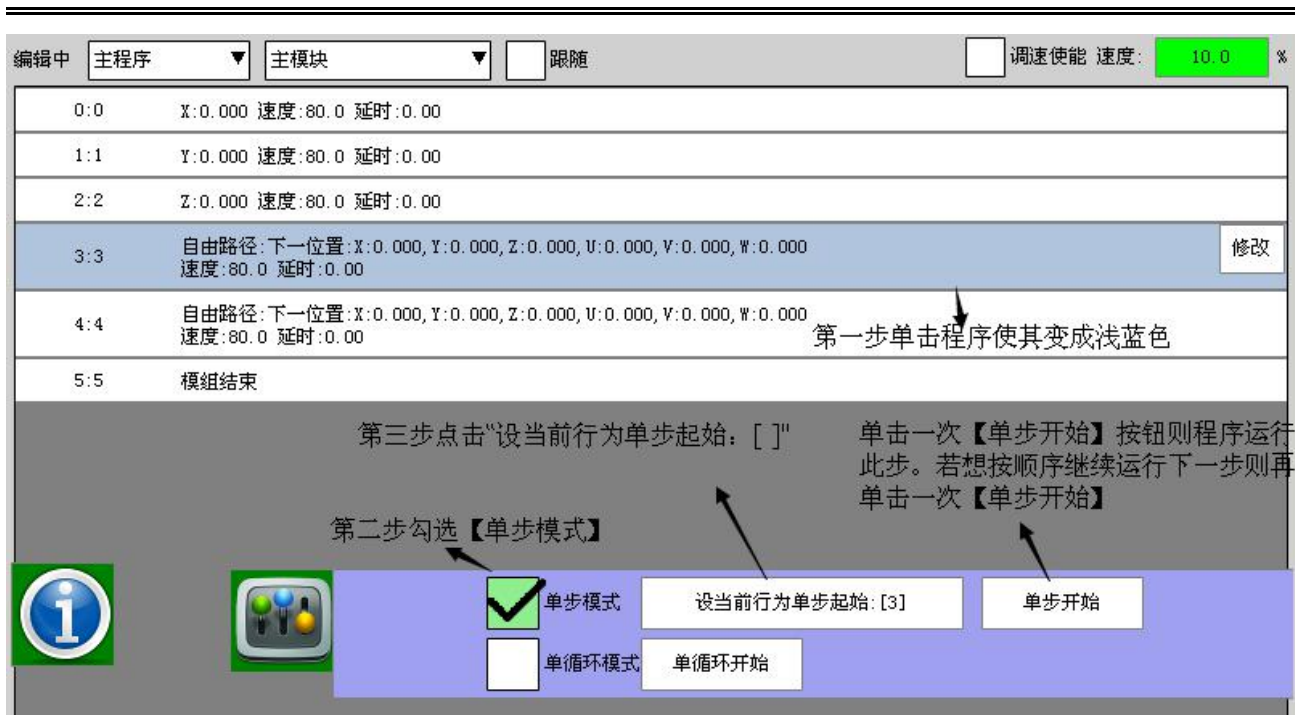 编辑中 主程序 ▼ 主模块 ▼ 跟随 调速使能 速度: 10.0 %
0:0 X:0.000 速度:80.0 延时:0.00
1:1 Y:0.000 速度:80.0 延时:0.00
2:2 Z:0.000 速度:80.0 延时:0.00
3:3 自由路径:下一位置:X:0.000,Y:0.000,Z:0.000,U:0.000,V:0.000,W:0.000
速度:80.0 延时:0.00
修改
4:4 自由路径:下一位置:X:0.000,Y:0.000,Z:0.000,U:0.000,V:0.000,W:0.000
速度:80.0 延时:0.00
第一步单击程序使其变成浅蓝色
5:5 模组结束
第三步点击“设当前行为单步起始：[ ]"
单击一次【单步开始】按钮则程序运行
此步。若想按顺序继续运行下一步则再
单击一次【单步开始】
第二步勾选【单步模式】
单步模式 设当前行为单步起始:[3] 单步开始
单循环模式 单循环开始